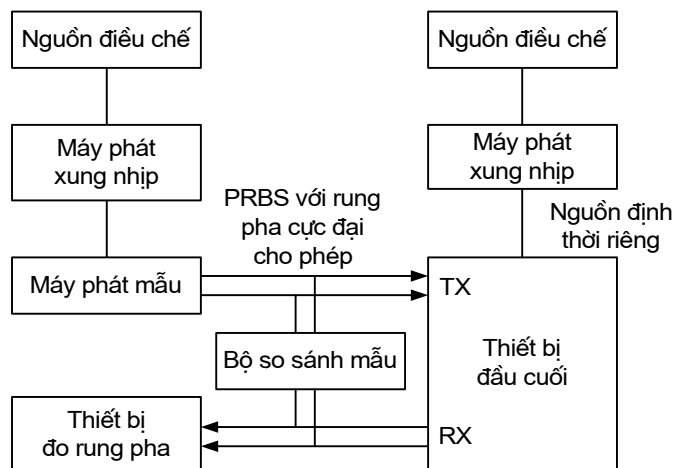 Nguồn điều chế
Nguồn điều chế
Máy phát
xung nhịp
Máy phát
xung nhịp
PRBS với rung
pha cực đại
cho phép
Nguồn định
thời riêng
Máy phát mẫu
TX
Bộ so sánh mẫu
Thiết bị
đầu cuối
Thiết bị
đo rung pha
RX